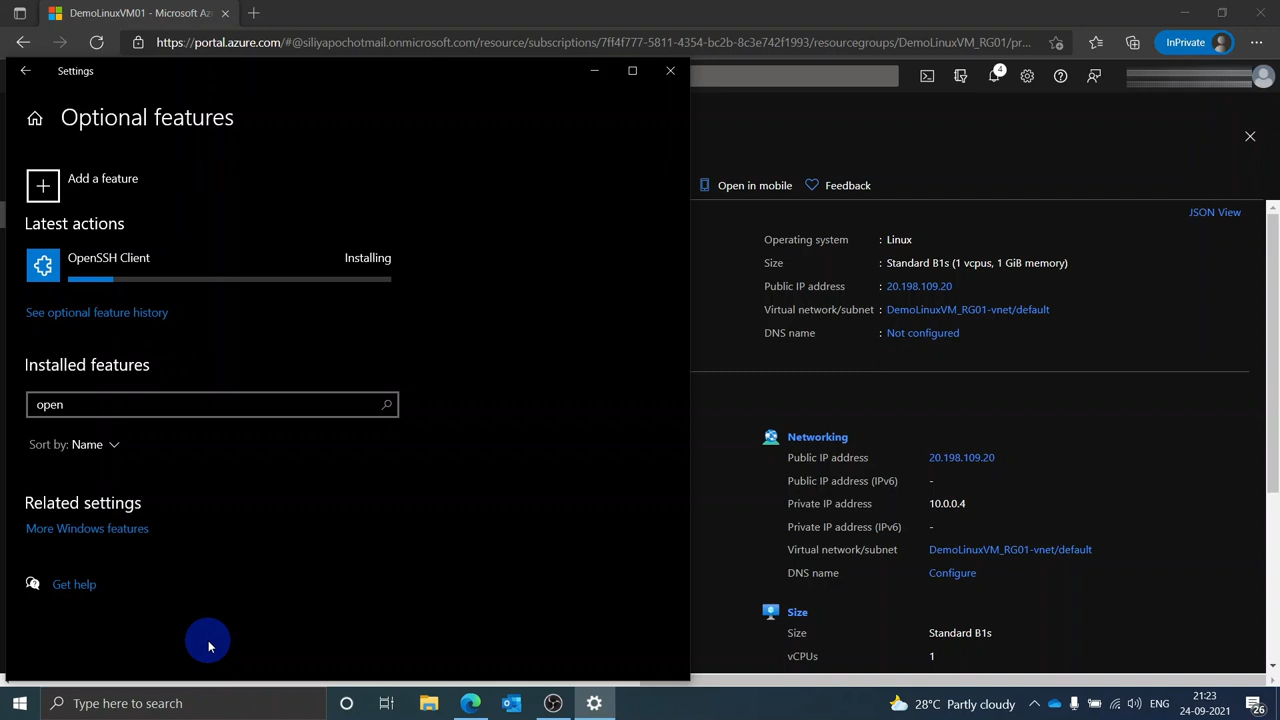 DemoLinuxVM01 - Microsoft Az
https://portal.azure.com/#@siliyapochotmail.onmicrosoft.com/resource/subscriptions/7ff4f777-5811-4354-bc2b-8c3e742f1993/resourcegroups/DemoLinuxVM_RG01/pr...
InPrivate
Settings
4
Optional features
Add a feature
Open in mobile
Feedback
Latest actions
JSON View
OpenSSH Client
Installing
Operating system : Linux
Size : Standard B1s (1 vcpus, 1 GiB memory)
Public IP address : 20.198.109.20
Virtual network/subnet : DemoLinuxVM_RG01-vnet/default
DNS name : Not configured
See optional feature history
Installed features
open
Sort by: Name
Related settings
More Windows features
Get help
Networking
Public IP address 20.198.109.20
Public IP address (IPv6) -
Private IP address 10.0.0.4
Private IP address (IPv6) -
Virtual network/subnet DemoLinuxVM_RG01-vnet/default
DNS name Configure
Size
Size Standard B1s
vCPUs 1
Type here to search
28°C Partly cloudy
ENG
21:23
24-09-2021
26